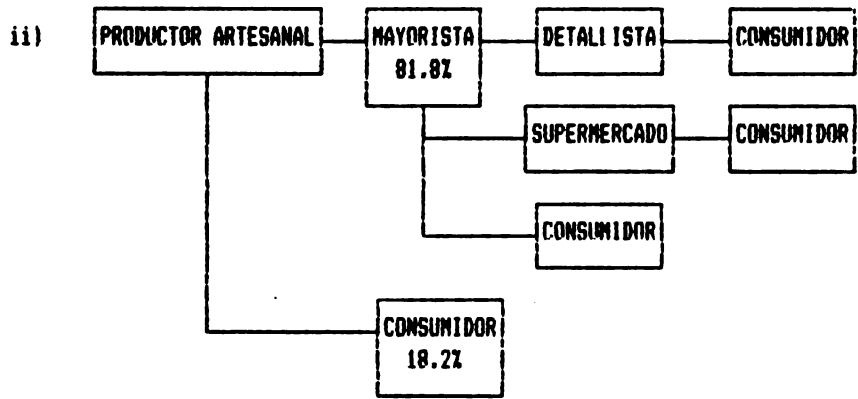 ii) PRODUCTOR ARTESANAL MAYORISTA DETALLISTA CONSUMIDOR
81.8%
SUPERMERCADO CONSUMIDOR
CONSUMIDOR
CONSUMIDOR
18.2%